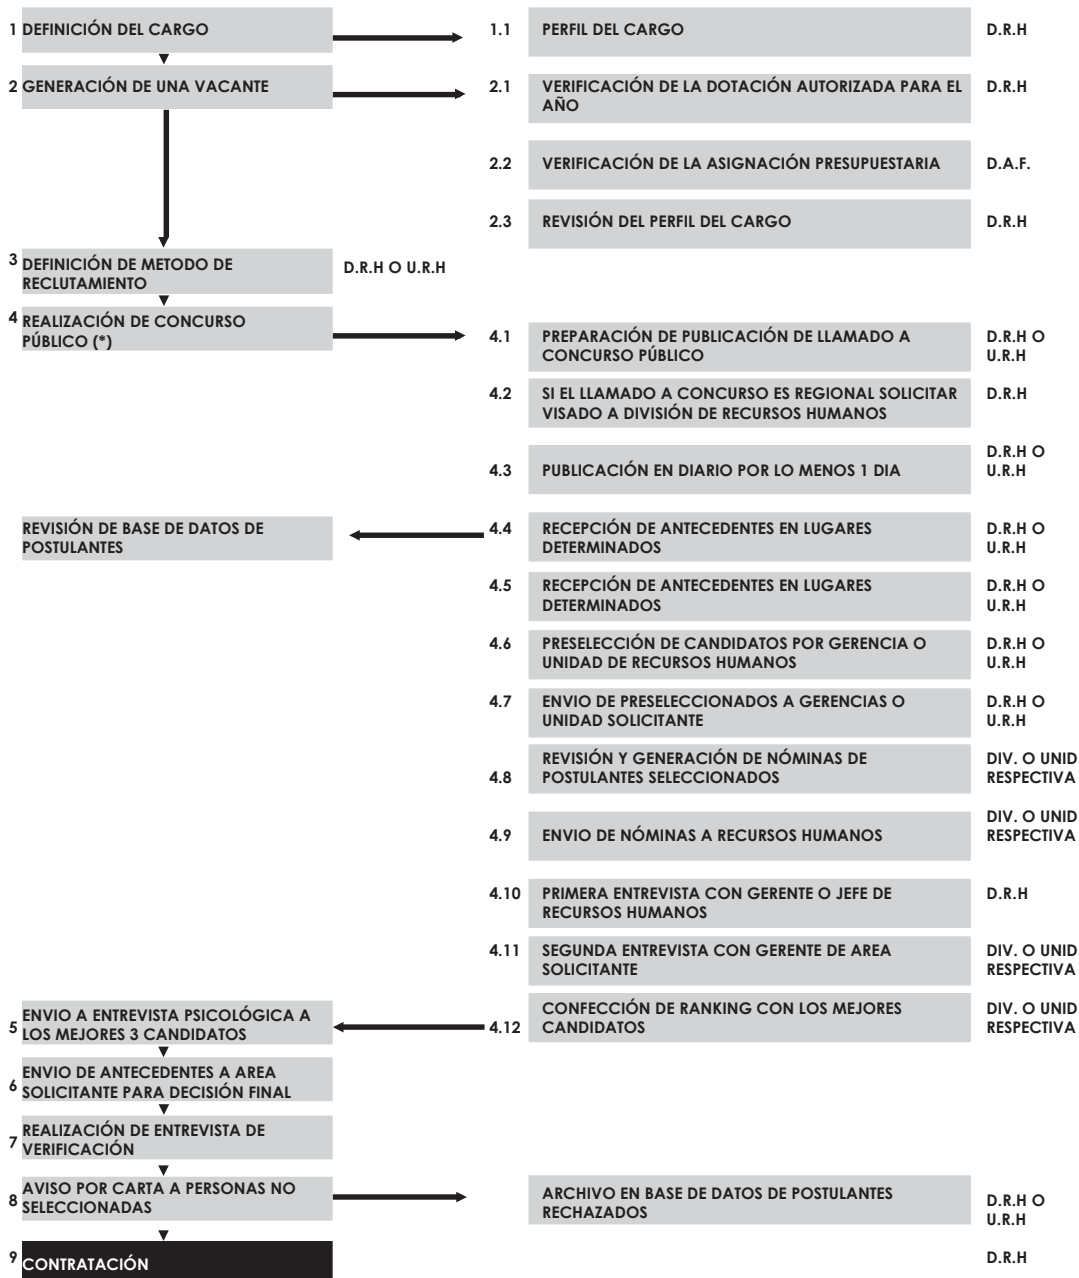 1 DEFINICIÓN DEL CARGO
1.1 PERFIL DEL CARGO D.R.H
2 GENERACIÓN DE UNA VACANTE
2.1 VERIFICACIÓN DE LA DOTACIÓN AUTORIZADA PARA EL D.R.H
AÑO
2.2 VERIFICACIÓN DE LA ASIGNACIÓN PRESUPUESTARIA D.A.F.
2.3 REVISIÓN DEL PERFIL DEL CARGO D.R.H
3 DEFINICIÓN DE METODO DE
RECLUTAMIENTO
D.R.H O U.R.H
4 REALIZACIÓN DE CONCURSO
PÚBLICO (*)
4.1 PREPARACIÓN DE PUBLICACIÓN DE LLAMADO A D.R.H O
CONCURSO PÚBLICO U.R.H
4.2 SI EL LLAMADO A CONCURSO ES REGIONAL SOLICITAR D.R.H
VISADO A DIVISIÓN DE RECURSOS HUMANOS
D.R.H O
4.3 PUBLICACIÓN EN DIARIO POR LO MENOS 1 DIA U.R.H
REVISIÓN DE BASE DE DATOS DE
POSTULANTES
4.4 RECEPCIÓN DE ANTECEDENTES EN LUGARES D.R.H O
DETERMINADOS U.R.H
4.5 RECEPCIÓN DE ANTECEDENTES EN LUGARES D.R.H O
DETERMINADOS U.R.H
4.6 PRESELECCIÓN DE CANDIDATOS POR GERENCIA O D.R.H O
UNIDAD DE RECURSOS HUMANOS U.R.H
4.7 ENVIO DE PRESELECCIONADOS A GERENCIAS O D.R.H O
UNIDAD SOLICITANTE U.R.H
REVISIÓN Y GENERACIÓN DE NÓMINAS DE DIV. O UNID
4.8 POSTULANTES SELECCIONADOS RESPECTIVA
DIV. O UNID
4.9 ENVIO DE NÓMINAS A RECURSOS HUMANOS RESPECTIVA
4.10 PRIMERA ENTREVISTA CON GERENTE O JEFE DE D.R.H
RECURSOS HUMANOS
4.11 SEGUNDA ENTREVISTA CON GERENTE DE AREA DIV. O UNID
SOLICITANTE RESPECTIVA
CONFECCIÓN DE RANKING CON LOS MEJORES DIV. O UNID
4.12 CANDIDATOS RESPECTIVA
ENVIO A ENTREVISTA PSICOLÓGICA A
5 LOS MEJORES 3 CANDIDATOS
ENVIO DE ANTECEDENTES A AREA
6 SOLICITANTE PARA DECISIÓN FINAL
REALIZACIÓN DE ENTREVISTA DE
7 VERIFICACIÓN
AVISO POR CARTA A PERSONAS NO
8 SELECCIONADAS
ARCHIVO EN BASE DE DATOS DE POSTULANTES D.R.H O
RECHAZADOS U.R.H
9 CONTRATACIÓN D.R.H